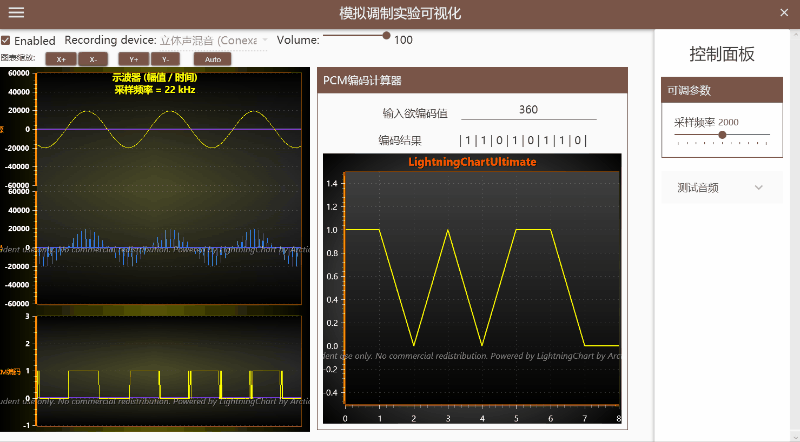 模拟调制实验可视化
Enabled Recording device: 立体声混音 (Conexa Volume: 100
图表缩放: X+ X- Y+ Y- Auto
示波器 (幅值 / 时间)
采样频率 = 22 kHz
60000
40000
20000
0
-20000
-40000
-60000
60000
40000
20000
0
-20000
-40000
-60000
dent use only. No commercial redistribution. Powered by LightningChart by Arctio
3
2
1
0
-1
M编码
udent use only. No commercial redistribution. Powered by LightningChart by Arctio
PCM编码计算器
输入欲编码值 360
编码结果 | 1 | 1 | 0 | 1 | 0 | 1 | 1 | 0 |
LightningChartUltimate
1.4
1.2
1.0
0.8
0.6
0.4
0.2
0.0
-0.2
-0.4
0 1 2 3 4 5 6 7 8
dent use only. No commercial redistribution. Powered by LightningChart by Arct
控制面板
可调参数
采样频率 2000
测试音频